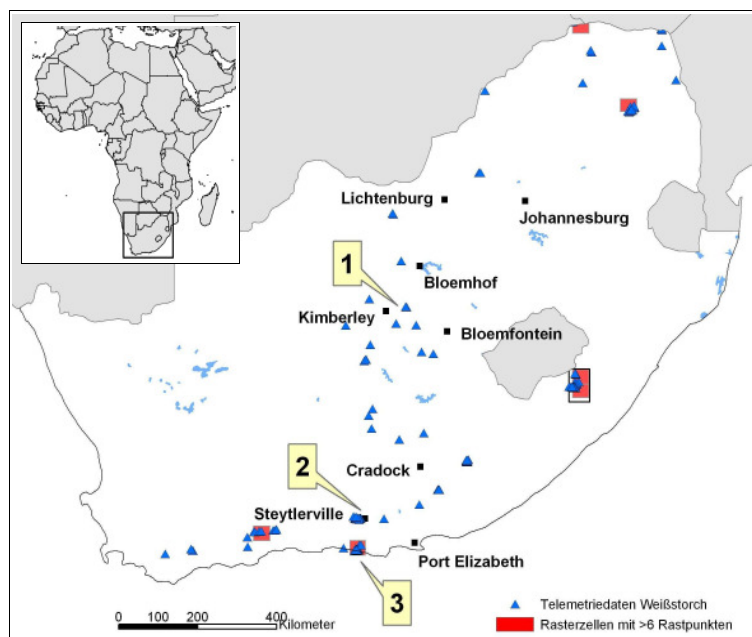 Lichtenburg
Johannesburg
1
Bloemhof
Kimberley
Bloemfontein
2
Cradock
Steytlerville
Port Elizabeth
3
0 100 200 400
Kilometer
Telemetriedaten Weißstorch
Rasterzellen mit >6 Rastpunkten